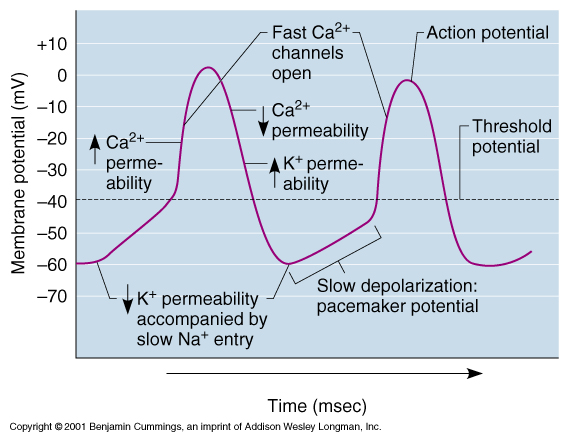 +10
0
–10
–20
–30
–40
–50
–60
–70
Membrane potential (mV)
Fast Ca2+
channels
open
Action potential
Ca2+
permeability
Threshold
potential
Ca2+
perme-
ability
K+ perme-
ability
K+ permeability
accompanied by
slow Na+ entry
Slow depolarization:
pacemaker potential
Time (msec)
Copyright © 2001 Benjamin Cummings, an imprint of Addison Wesley Longman, Inc.